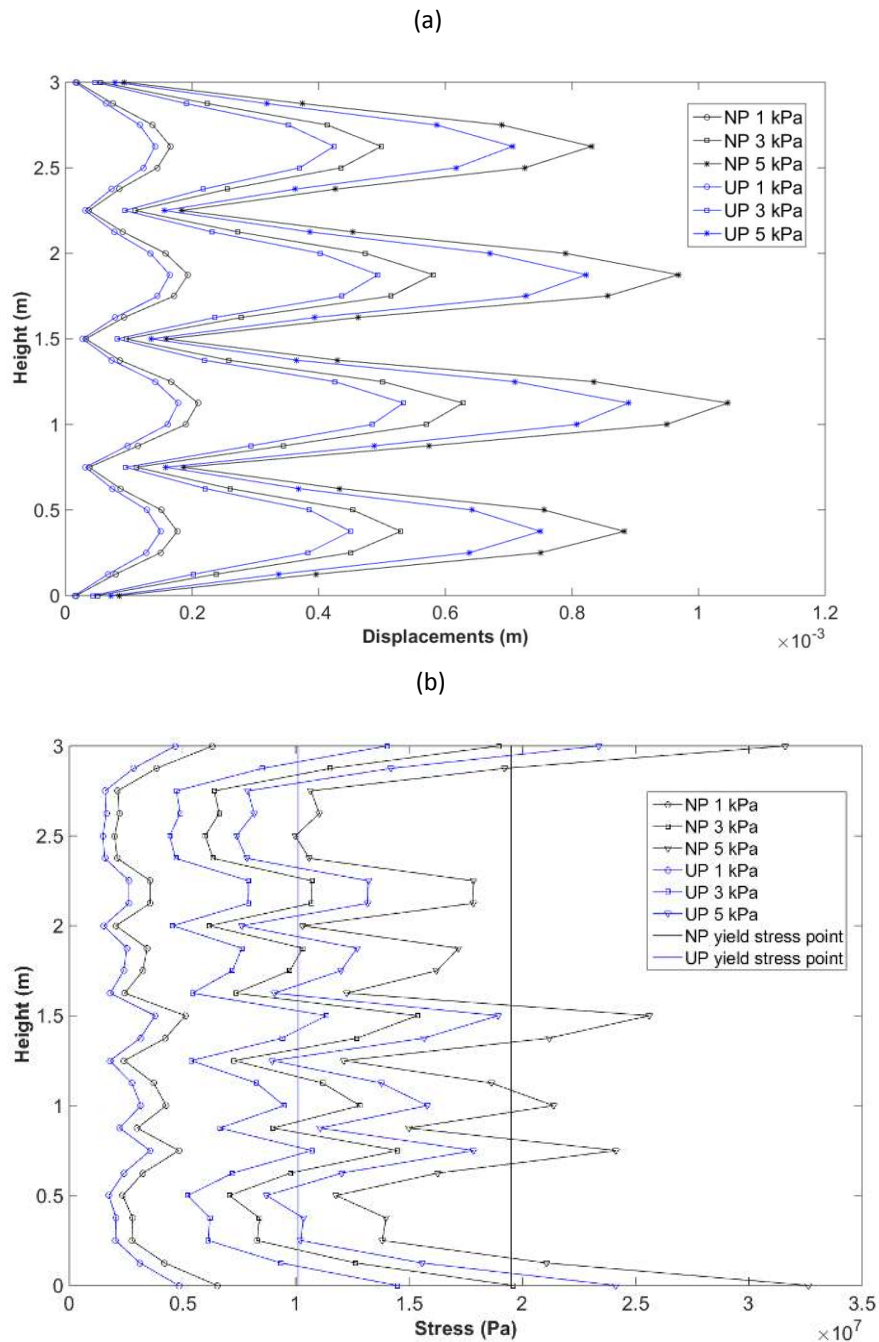 (a)
3
2.5
2
1.5
1
0.5
0
Height (m)
NP 1 kPa
NP 3 kPa
NP 5 kPa
UP 1 kPa
UP 3 kPa
UP 5 kPa
0 0.2 0.4 0.6 0.8 1 1.2
Displacements (m)
×10⁻³
(b)
3
2.5
2
1.5
1
0.5
0
Height (m)
NP 1 kPa
NP 3 kPa
NP 5 kPa
UP 1 kPa
UP 3 kPa
UP 5 kPa
NP yield stress point
UP yield stress point
0 0.5 1 1.5 2 2.5 3 3.5
Stress (Pa)
×10⁷